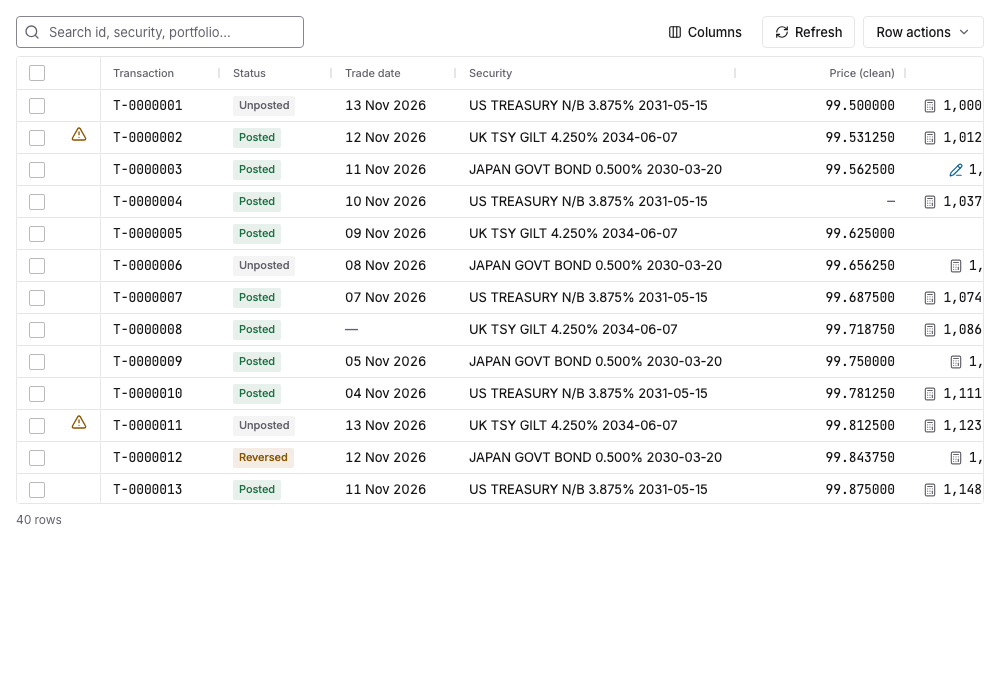 Search id, security, portfolio... Columns Refresh Row actions
Transaction Status Trade date Security Price (clean)
T-0000001 Unposted 13 Nov 2026 US TREASURY N/B 3.875% 2031-05-15 99.500000 1,000
T-0000002 Posted 12 Nov 2026 UK TSY GILT 4.250% 2034-06-07 99.531250 1,012
T-0000003 Posted 11 Nov 2026 JAPAN GOVT BOND 0.500% 2030-03-20 99.562500 1,
T-0000004 Posted 10 Nov 2026 US TREASURY N/B 3.875% 2031-05-15 — 1,037
T-0000005 Posted 09 Nov 2026 UK TSY GILT 4.250% 2034-06-07 99.625000
T-0000006 Unposted 08 Nov 2026 JAPAN GOVT BOND 0.500% 2030-03-20 99.656250 1,
T-0000007 Posted 07 Nov 2026 US TREASURY N/B 3.875% 2031-05-15 99.687500 1,074
T-0000008 Posted — UK TSY GILT 4.250% 2034-06-07 99.718750 1,086
T-0000009 Posted 05 Nov 2026 JAPAN GOVT BOND 0.500% 2030-03-20 99.750000 1,
T-0000010 Posted 04 Nov 2026 US TREASURY N/B 3.875% 2031-05-15 99.781250 1,111
T-0000011 Unposted 13 Nov 2026 UK TSY GILT 4.250% 2034-06-07 99.812500 1,123
T-0000012 Reversed 12 Nov 2026 JAPAN GOVT BOND 0.500% 2030-03-20 99.843750 1,
T-0000013 Posted 11 Nov 2026 US TREASURY N/B 3.875% 2031-05-15 99.875000 1,148
40 rows